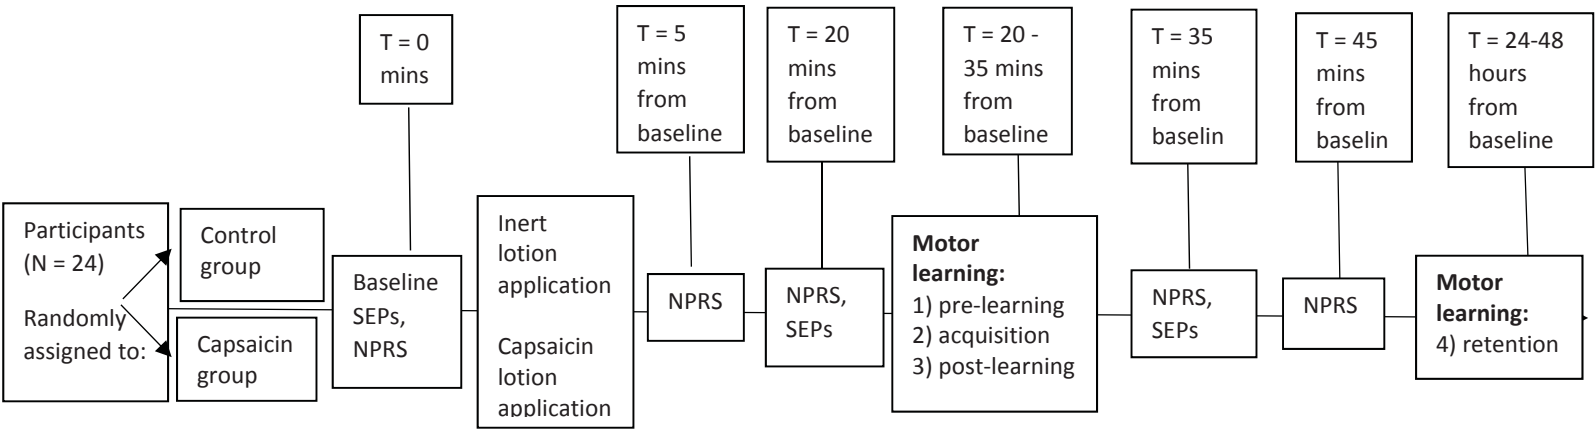 T = 0
mins
T = 5
mins
from
baseline
T = 20
mins
from
baseline
T = 20 -
35 mins
from
baseline
T = 35
mins
from
baselin
T = 45
mins
from
baselin
T = 24-48
hours
from
baseline
Participants
(N = 24)
Randomly
assigned to:
Control
group
Capsaicin
group
Baseline
SEPs,
NPRS
Inert
lotion
application
Capsaicin
lotion
application
NPRS
NPRS,
SEPs
Motor
learning:
1) pre-learning
2) acquisition
3) post-learning
NPRS,
SEPs
NPRS
Motor
learning:
4) retention